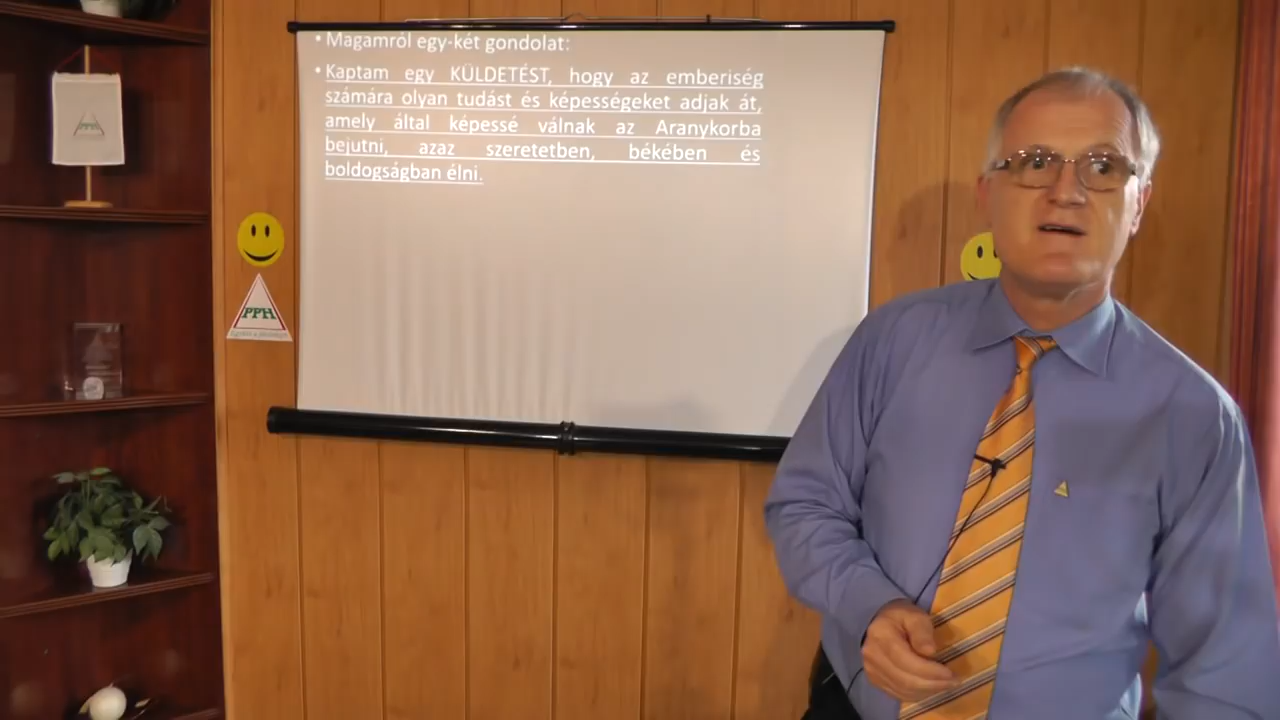 • Magamról egy-két gondolat:
• Kaptam egy KÜLDETÉST, hogy az emberiség
számára olyan tudást és képességeket adjak át,
amely által képessé válnak az Aranykorba
bejutni, azaz szeretetben, békében és
boldogságban élni.
PPH
PPH